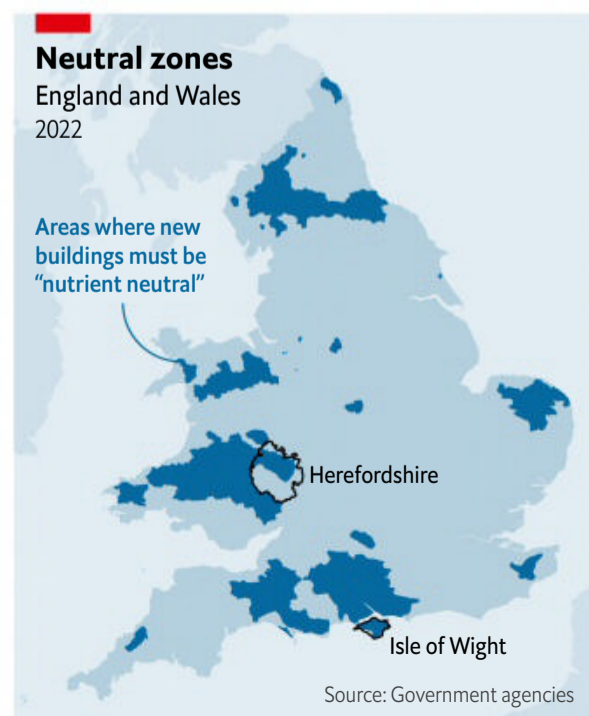 Neutral zones
England and Wales
2022
Areas where new
buildings must be
“nutrient neutral”
Herefordshire
Isle of Wight
Source: Government agencies